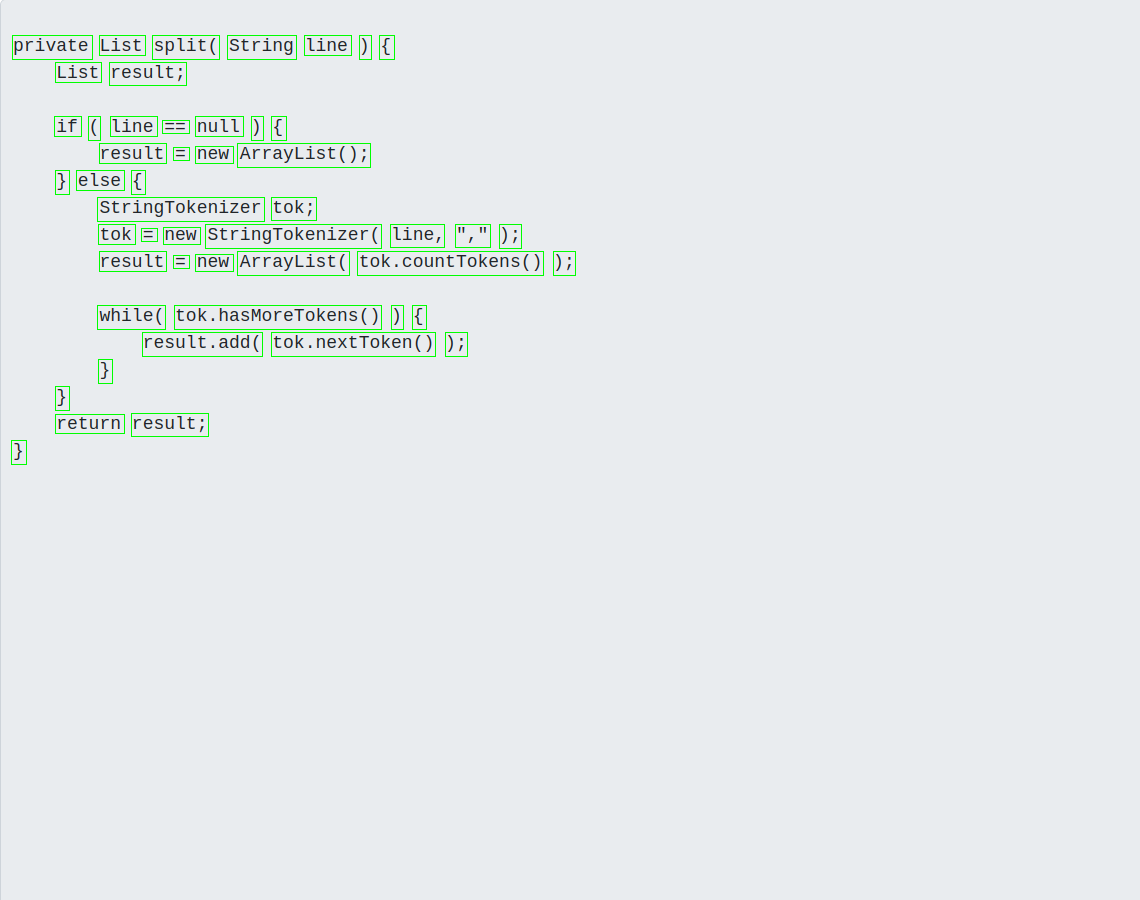 private List split( String line ) {
    List result;

    if ( line == null ) {
        result = new ArrayList();
    } else {
        StringTokenizer tok;
        tok = new StringTokenizer( line, "," );
        result = new ArrayList( tok.countTokens() );

        while( tok.hasMoreTokens() ) {
            result.add( tok.nextToken() );
        }
    }
    return result;
}